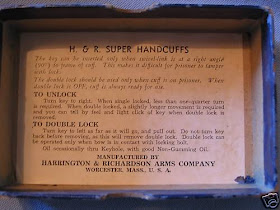 H. & R. SUPER HANDCUFFS
The key can be inserted only when swivel link is at a right angle
(90°) to noses of cuff. This makes it difficult for prisoner to tamper
with lock.
The double lock should be used only when cuff is on prisoner. When
double lock is OFF, cuff is always ready for use.
TO UNLOCK
Turn key to right. When single locked, less than one-quarter turn
is required. When double locked, a slightly longer movement is required
and you can tell by feel and light click of key when double lock is
removed.
TO DOUBLE LOCK
Turn key to left as far as it will go, and pull out. Do not turn key
back before removing, as this will remove double lock. Double lock can
be operated only when bow is in contact with locking bolt.
Oil occasionally thru Keyhole, with good Non-Gumming Oil.
MANUFACTURED BY
HARRINGTON & RICHARDSON ARMS COMPANY
WORCESTER, MASS., U. S. A.